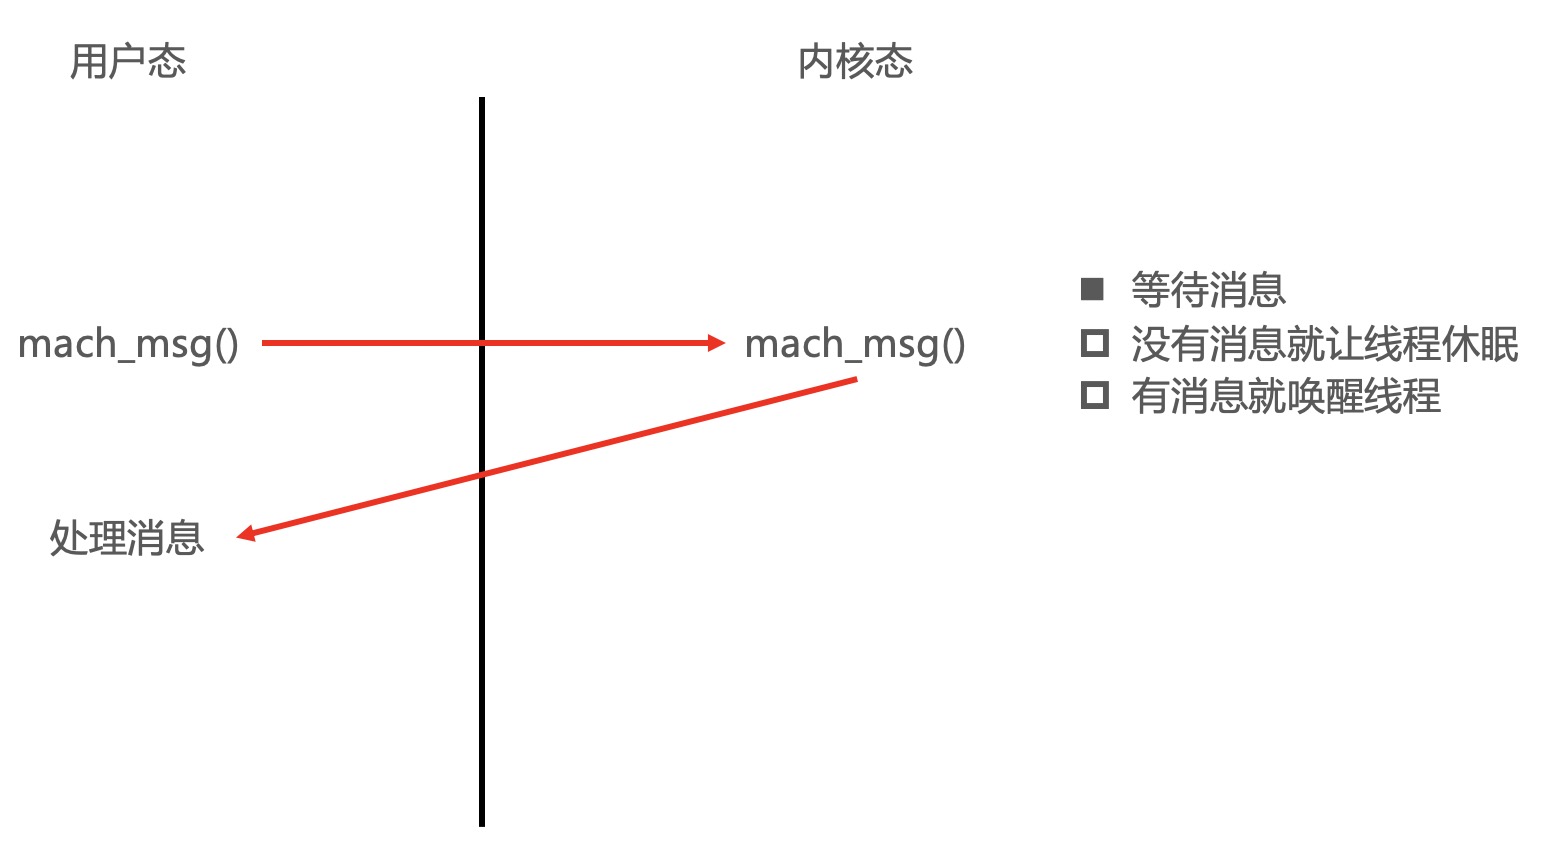 用户态
内核态
等待消息
mach_msg()
mach_msg()
没有消息就让线程休眠
有消息就唤醒线程
处理消息